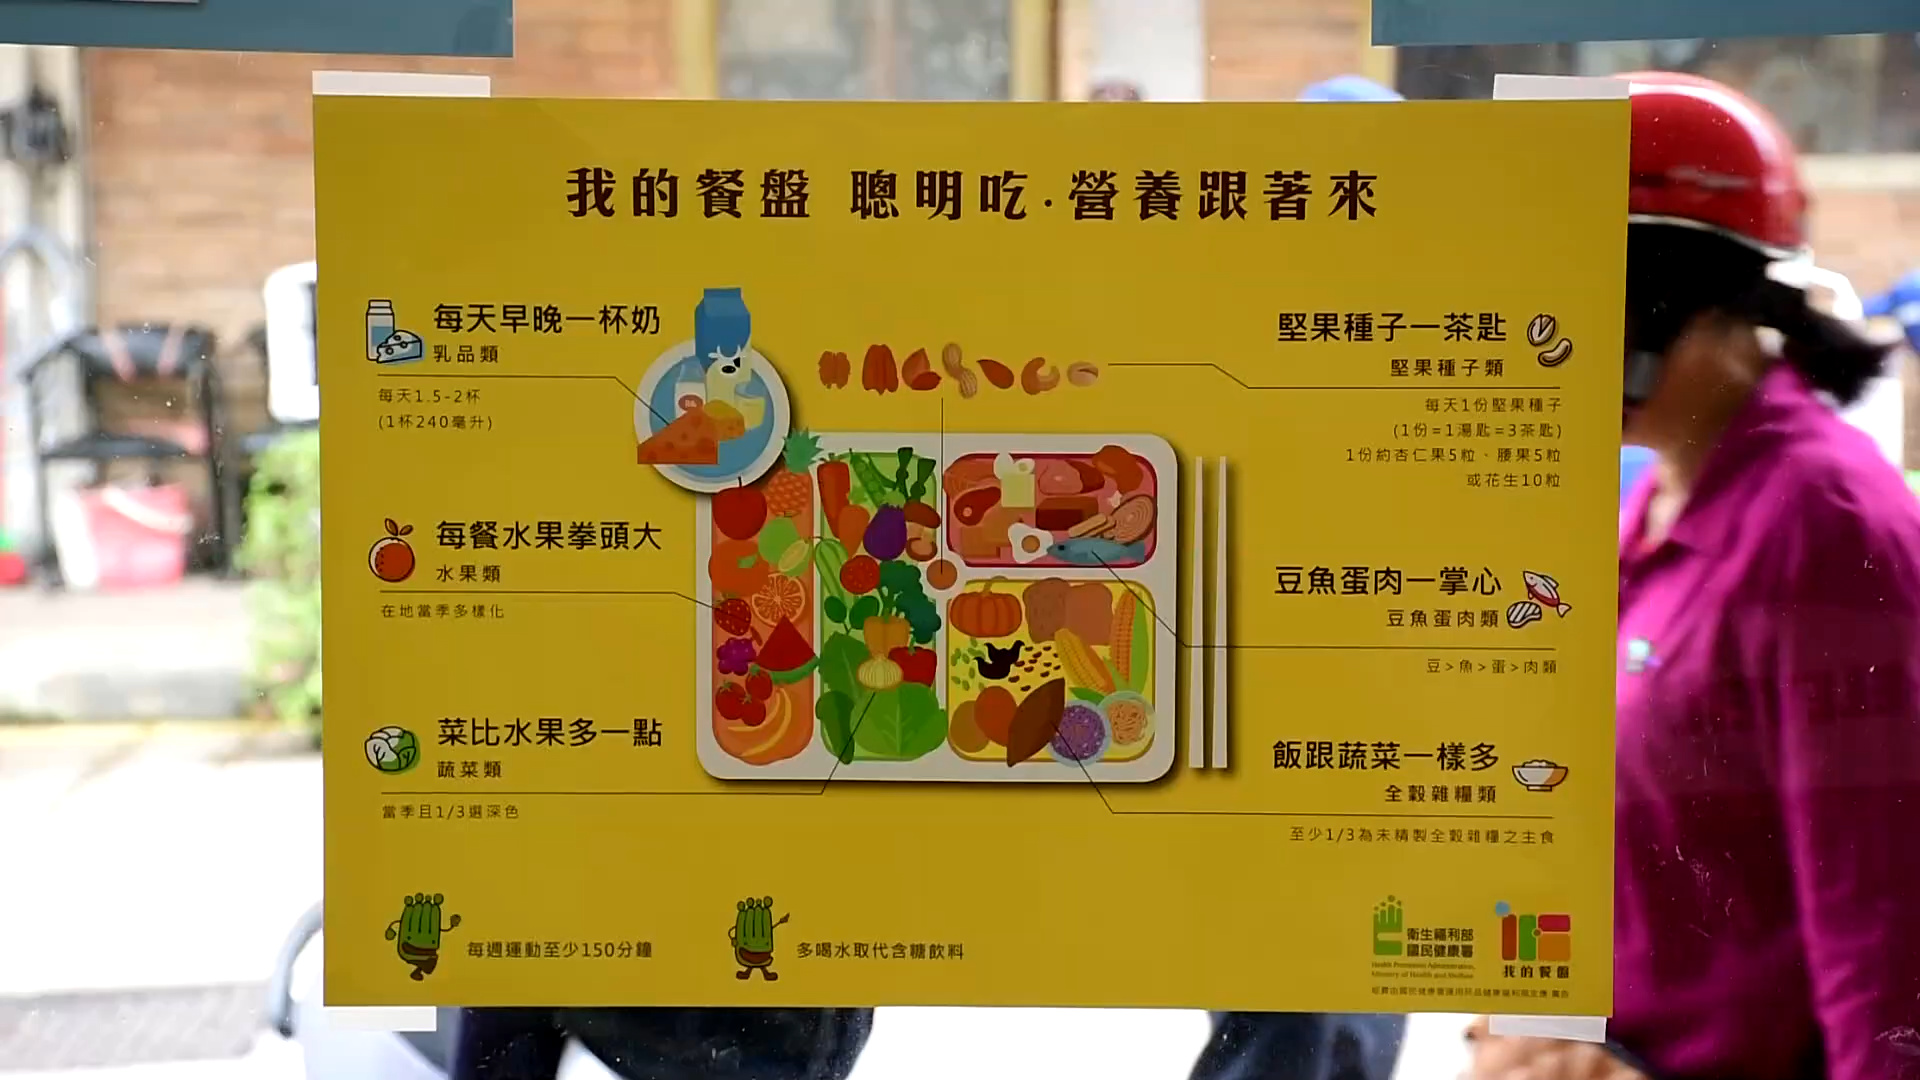 我的餐盤 聰明吃·營養跟著來
每天早晚一杯奶
乳品類
每天1.5-2杯
(1杯240毫升)
每餐水果拳頭大
水果類
在地當季多樣化
菜比水果多一點
蔬菜類
當季且1/3選深色
堅果種子一茶匙
堅果種子類
每天1份堅果種子
(1份=1湯匙=3茶匙)
1份約杏仁果5粒、腰果5粒
或花生10粒
豆魚蛋肉一掌心
豆魚蛋肉類
豆>魚>蛋>肉類
飯跟蔬菜一樣多
全穀雜糧類
至少1/3為未精製全穀雜糧之主食
每週運動至少150分鐘
多喝水取代含糖飲料
衛生福利部
國民健康署
Health Promotion Administration,
Ministry of Health and Welfare
我的餐盤